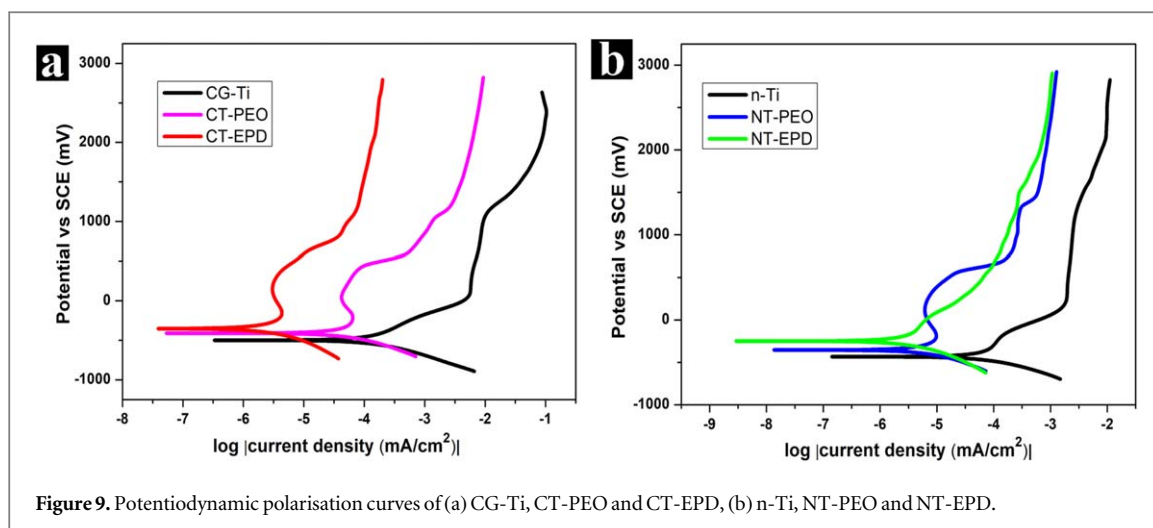 a
3000
2000
1000
0
-1000
Potential vs SCE (mV)
CG-Ti
CT-PEO
CT-EPD
-8 -7 -6 -5 -4 -3 -2 -1
log |current density (mA/cm²)|
b
3000
2000
1000
0
-1000
Potential vs SCE (mV)
n-Ti
NT-PEO
NT-EPD
-9 -8 -7 -6 -5 -4 -3 -2
log |current density (mA/cm²)|
Figure 9. Potentiodynamic polarisation curves of (a) CG-Ti, CT-PEO and CT-EPD, (b) n-Ti, NT-PEO and NT-EPD.